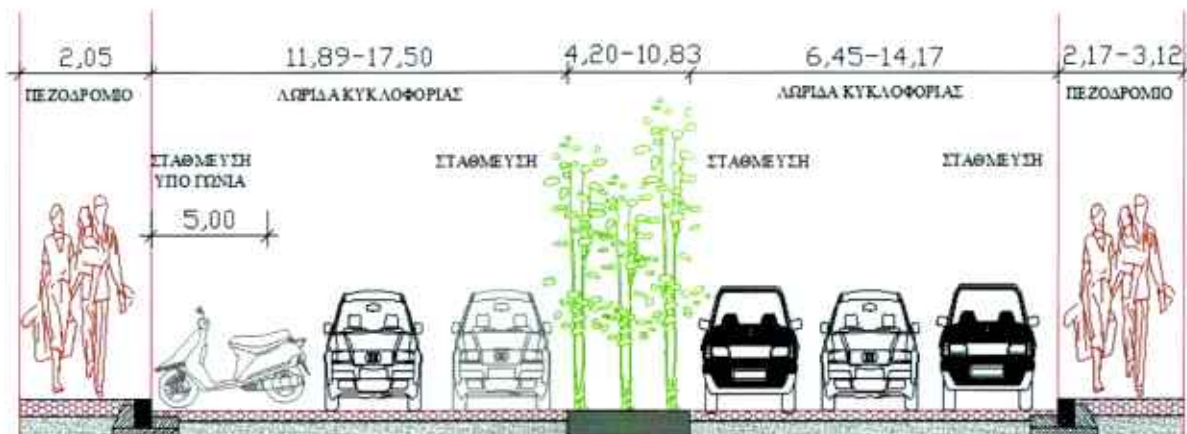 2,05 11,89-17,50 4,20-10,83 6,45-14,17 2,17-3,12
ΠΕΖΟΔΡΟΜΙΟ ΛΩΡΙΔΑ ΚΥΚΛΟΦΟΡΙΑΣ ΛΩΡΙΔΑ ΚΥΚΛΟΦΟΡΙΑΣ ΠΕΖΟΔΡΟΜΙΟ
ΣΤΑΘΜΕΥΣΗ ΣΤΑΘΜΕΥΣΗ ΣΤΑΘΜΕΥΣΗ ΣΤΑΘΜΕΥΣΗ
ΥΠΟ ΓΩΝΙΑ
5,00